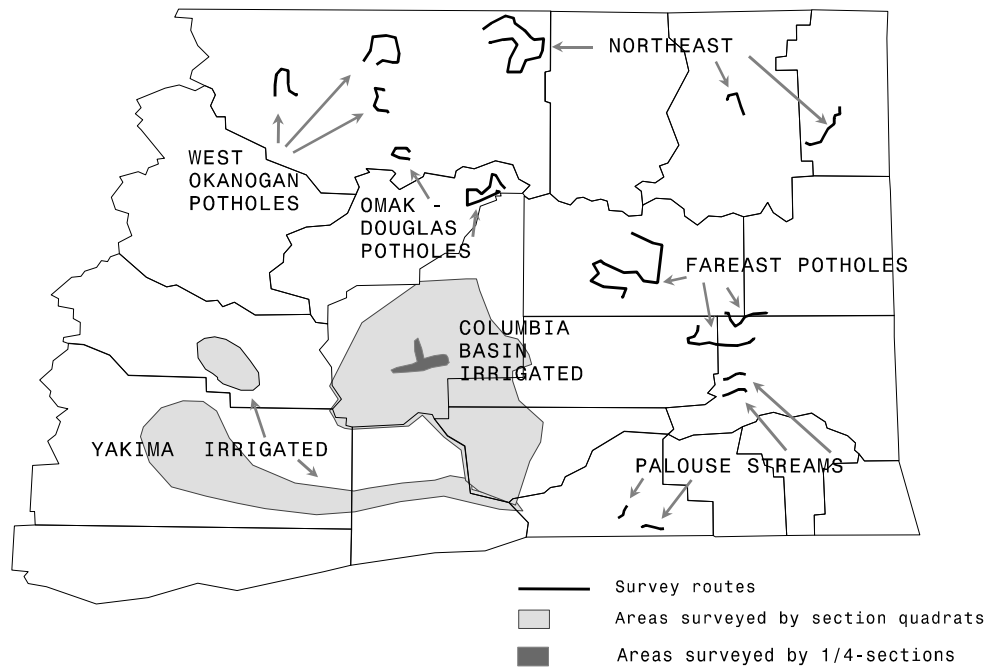 NORTHEAST
WEST
OKANOGAN
POTHOLES
OMAK -
DOUGLAS
POTHOLES
FAREAST POTHOLES
COLUMBIA
BASIN
IRRIGATED
YAKIMA IRRIGATED
PALOUSE STREAMS
Survey routes
Areas surveyed by section quadrats
Areas surveyed by 1/4-sections